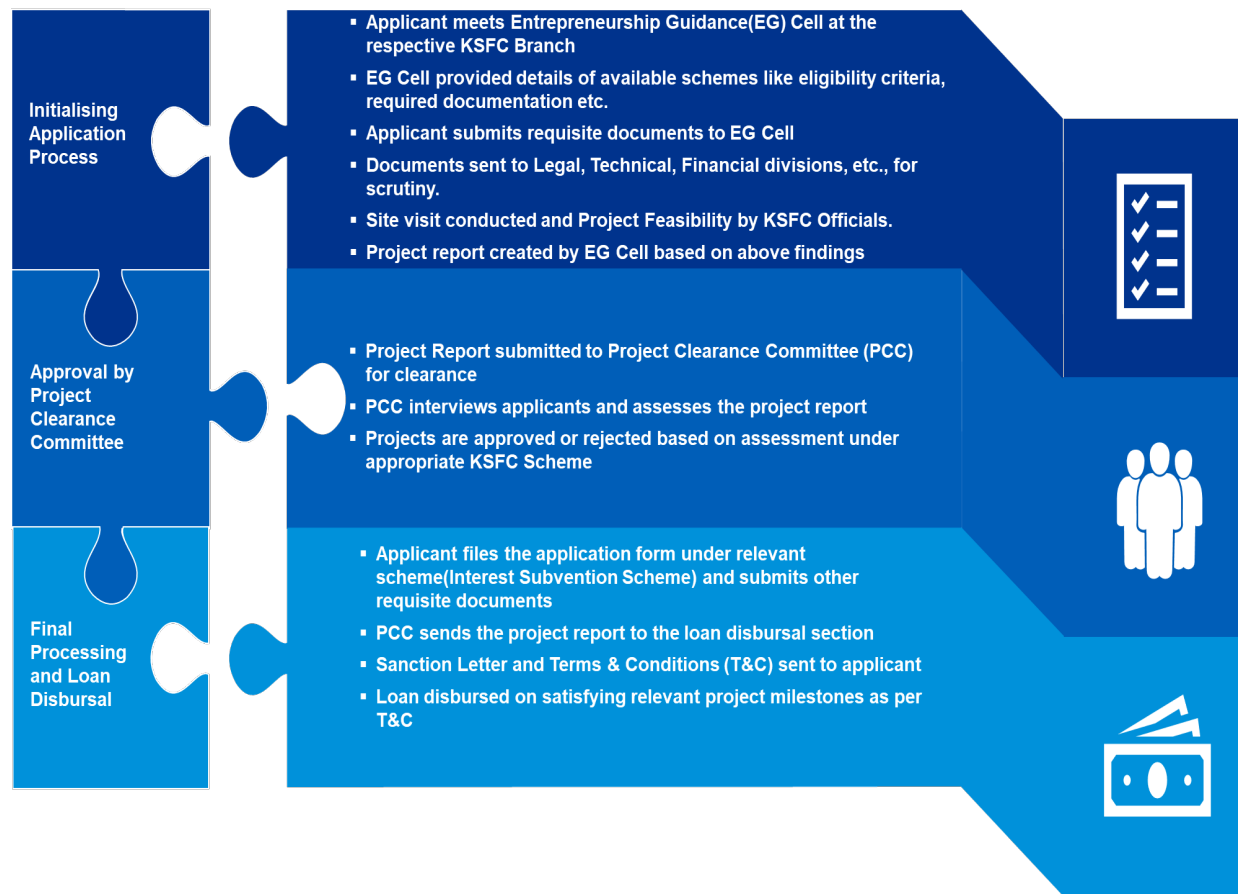 Initialising
Application
Process
▪ Applicant meets Entrepreneurship Guidance(EG) Cell at the
respective KSFC Branch
▪ EG Cell provided details of available schemes like eligibility criteria,
required documentation etc.
▪ Applicant submits requisite documents to EG Cell
▪ Documents sent to Legal, Technical, Financial divisions, etc., for
scrutiny.
▪ Site visit conducted and Project Feasibility by KSFC Officials.
▪ Project report created by EG Cell based on above findings
Approval by
Project
Clearance
Committee
▪ Project Report submitted to Project Clearance Committee (PCC)
for clearance
▪ PCC interviews applicants and assesses the project report
▪ Projects are approved or rejected based on assessment under
appropriate KSFC Scheme
Final
Processing
and Loan
Disbursal
▪ Applicant files the application form under relevant
scheme(Interest Subvention Scheme) and submits other
requisite documents
▪ PCC sends the project report to the loan disbursal section
▪ Sanction Letter and Terms & Conditions (T&C) sent to applicant
▪ Loan disbursed on satisfying relevant project milestones as per
T&C